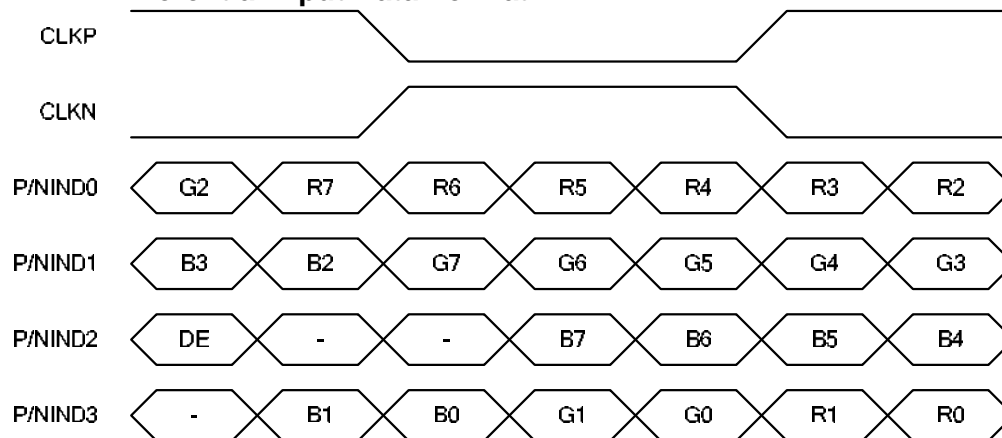 CLKP
CLKN
P/NIND0 G2 R7 R6 R5 R4 R3 R2
P/NIND1 B3 B2 G7 G6 G5 G4 G3
P/NIND2 DE - - B7 B6 B5 B4
P/NIND3 - B1 B0 G1 G0 R1 R0